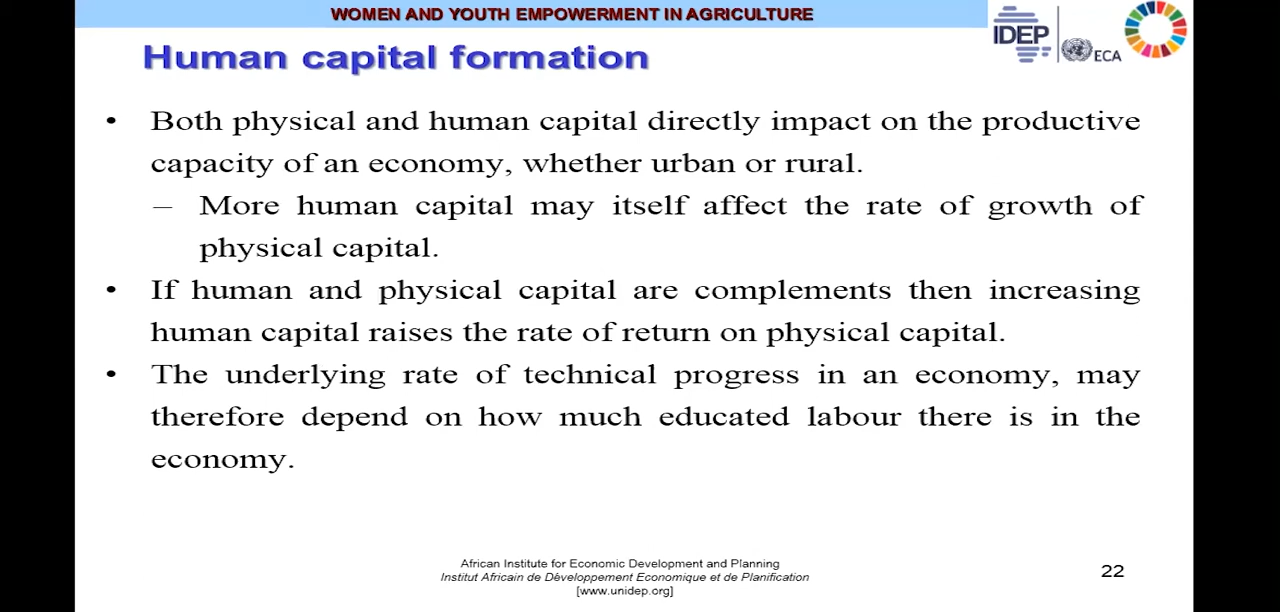 WOMEN AND YOUTH EMPOWERMENT IN AGRICULTURE
IDEP
ECA
Human capital formation
• Both physical and human capital directly impact on the productive
capacity of an economy, whether urban or rural.
– More human capital may itself affect the rate of growth of
physical capital.
• If human and physical capital are complements then increasing
human capital raises the rate of return on physical capital.
• The underlying rate of technical progress in an economy, may
therefore depend on how much educated labour there is in the
economy.
African Institute for Economic Development and Planning
Institut Africain de Développement Economique et de Planification
[www.unidep.org]
22